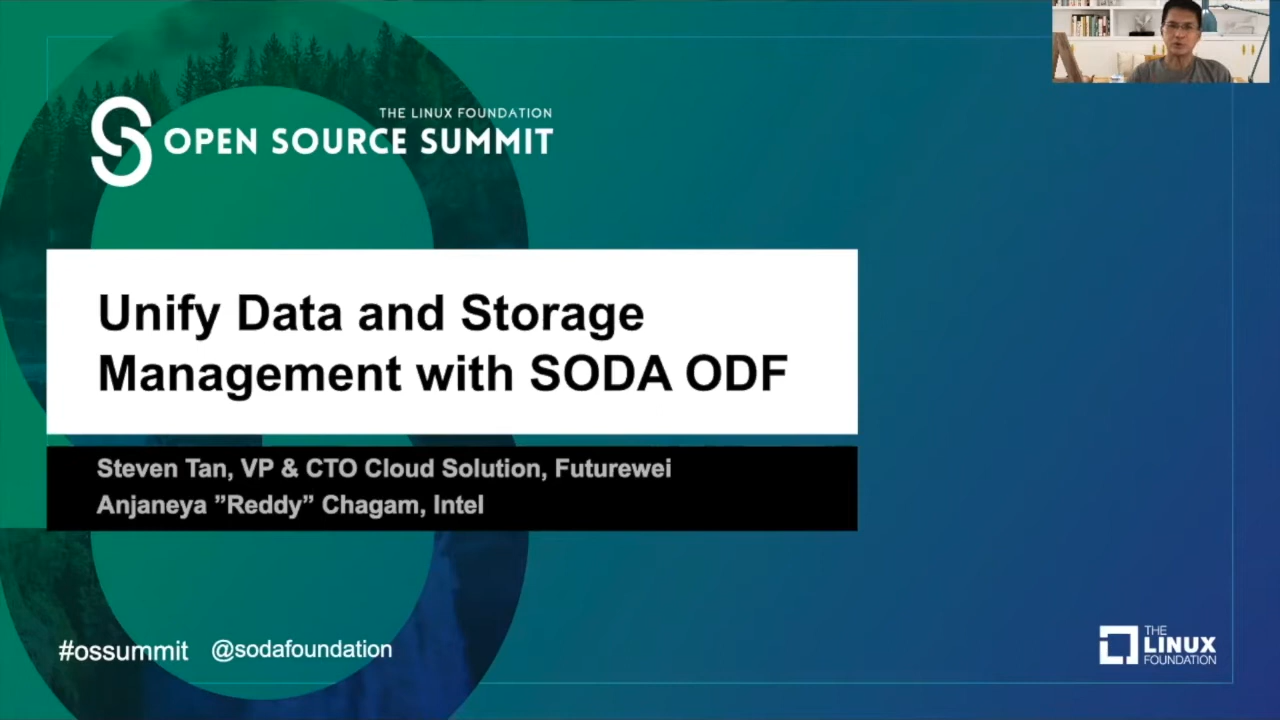 THE LINUX FOUNDATION
OPEN SOURCE SUMMIT
Unify Data and Storage
Management with SODA ODF
Steven Tan, VP & CTO Cloud Solution, Futurewei
Anjaneya ”Reddy” Chagam, Intel
#ossummit @sodafoundation
THE
LINUX
FOUNDATION